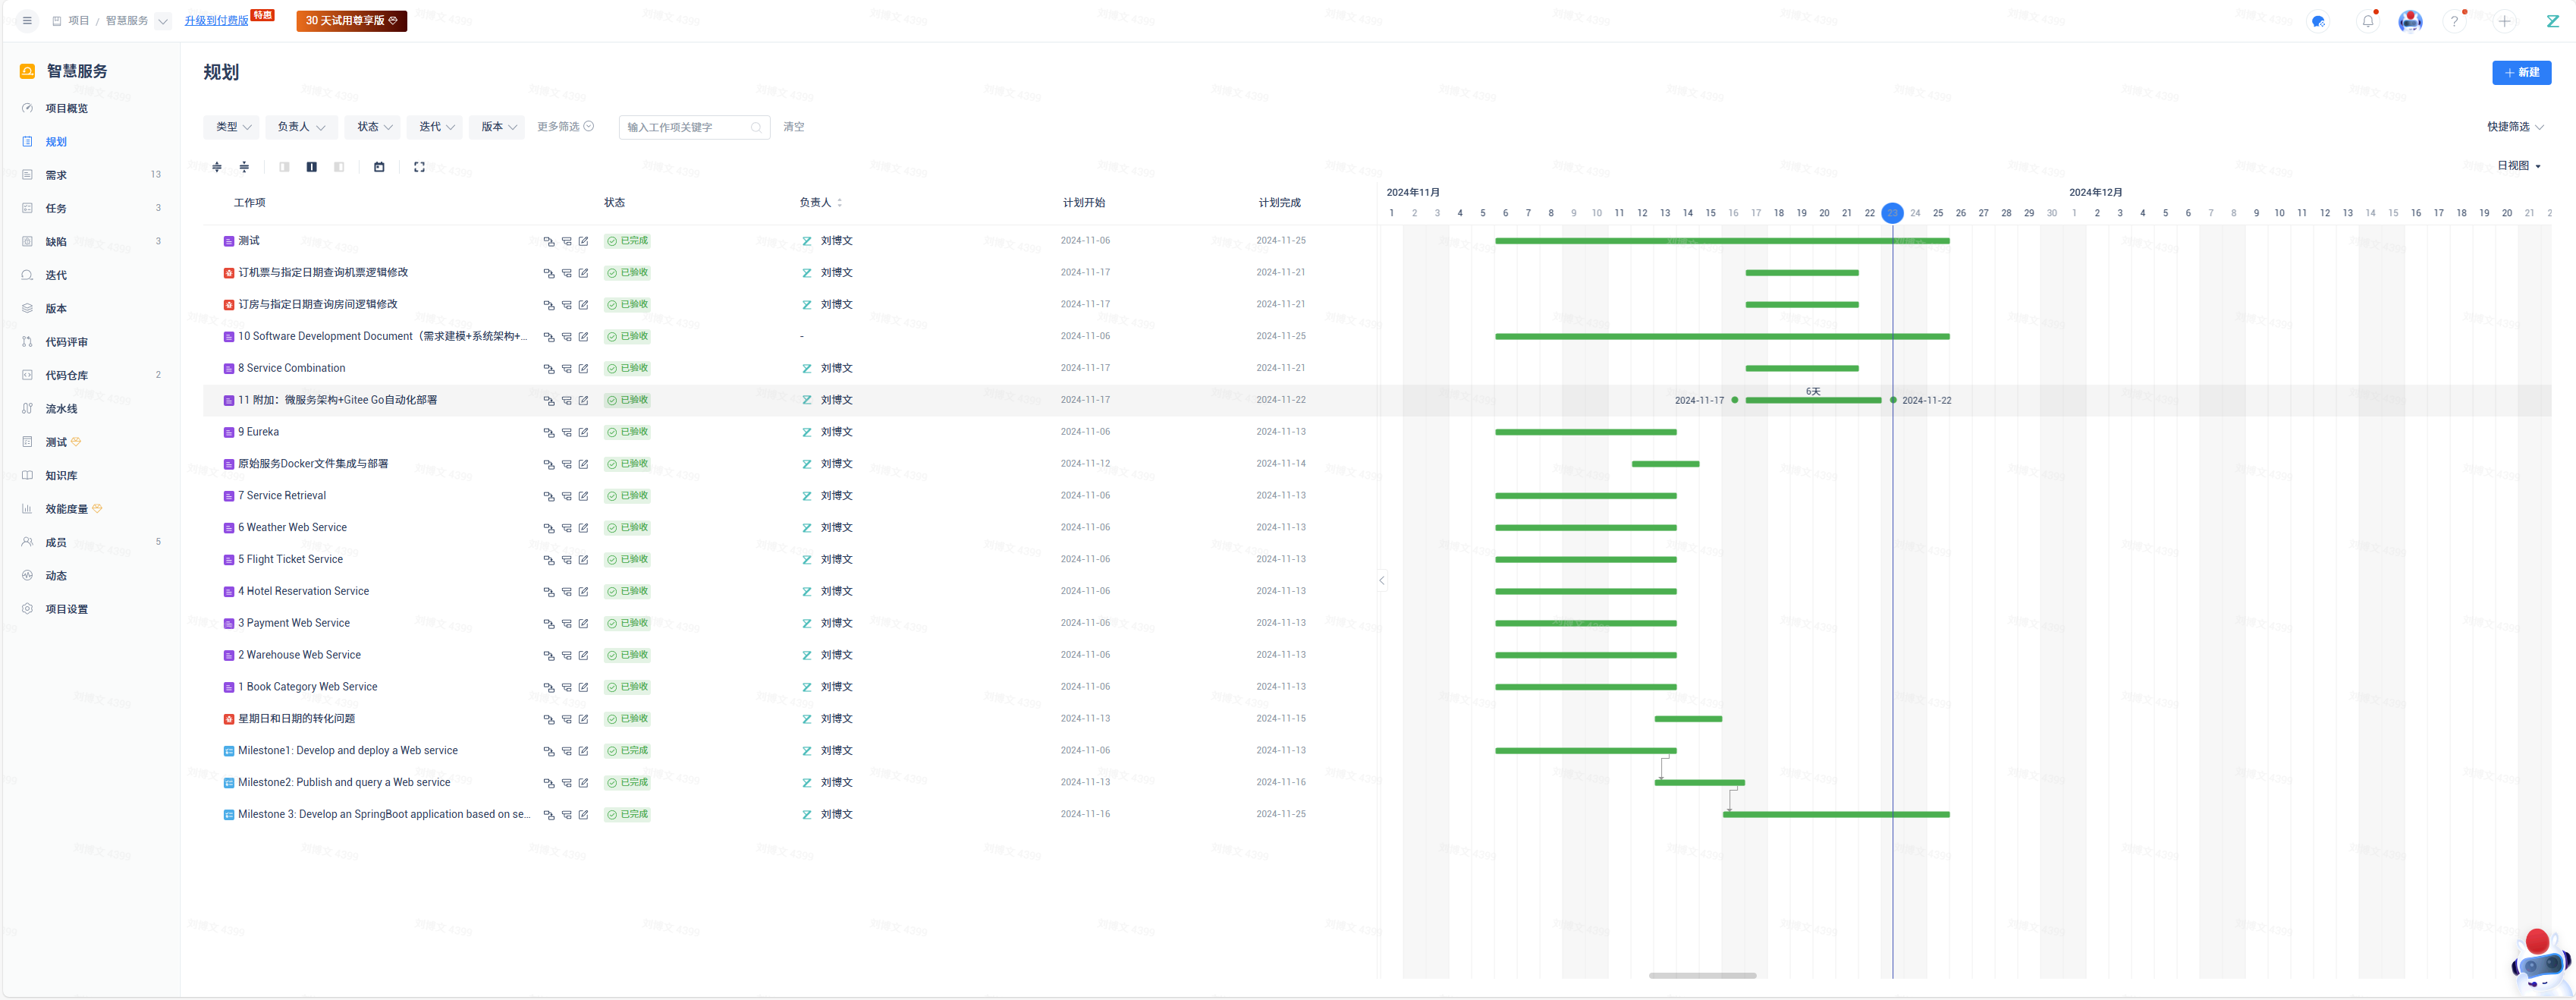 项目 / 智慧服务 升级到付费版 特惠 30 天试用尊享版
智慧服务
项目概览
规划
需求 13
任务 3
缺陷 3
迭代
版本
代码评审
代码仓库 2
流水线
测试
知识库
效能度量
成员 5
动态
项目设置
规划
新建
类型 负责人 状态 迭代 版本 更多筛选 输入工作项关键字 清空 快捷筛选
日视图
2024年11月 2024年12月
工作项 状态 负责人 计划开始 计划完成
1 2 3 4 5 6 7 8 9 10 11 12 13 14 15 16 17 18 19 20 21 22 23 24 25 26 27 28 29 30 1 2 3 4 5 6 7 8 9 10 11 12 13 14 15 16 17 18 19 20 21
测试 已完成 刘博文 2024-11-06 2024-11-25
订机票与指定日期查询机票逻辑修改 已验收 刘博文 2024-11-17 2024-11-21
订房与指定日期查询房间逻辑修改 已验收 刘博文 2024-11-17 2024-11-21
10 Software Development Document（需求建模+系统架构+... 已验收 - 2024-11-06 2024-11-25
8 Service Combination 已验收 刘博文 2024-11-17 2024-11-21
11 附加：微服务架构+Gitee Go自动化部署 已验收 刘博文 2024-11-17 2024-11-22 2024-11-17 6天 2024-11-22
9 Eureka 已验收 刘博文 2024-11-06 2024-11-13
原始服务Docker文件集成与部署 已验收 刘博文 2024-11-12 2024-11-14
7 Service Retrieval 已验收 刘博文 2024-11-06 2024-11-13
6 Weather Web Service 已验收 刘博文 2024-11-06 2024-11-13
5 Flight Ticket Service 已验收 刘博文 2024-11-06 2024-11-13
4 Hotel Reservation Service 已验收 刘博文 2024-11-06 2024-11-13
3 Payment Web Service 已验收 刘博文 2024-11-06 2024-11-13
2 Warehouse Web Service 已验收 刘博文 2024-11-06 2024-11-13
1 Book Category Web Service 已验收 刘博文 2024-11-06 2024-11-13
星期日和日期的转化问题 已验收 刘博文 2024-11-13 2024-11-15
Milestone1: Develop and deploy a Web service 已完成 刘博文 2024-11-06 2024-11-13
Milestone2: Publish and query a Web service 已完成 刘博文 2024-11-13 2024-11-16
Milestone 3: Develop an SpringBoot application based on se... 已完成 刘博文 2024-11-16 2024-11-25
刘博文 4399